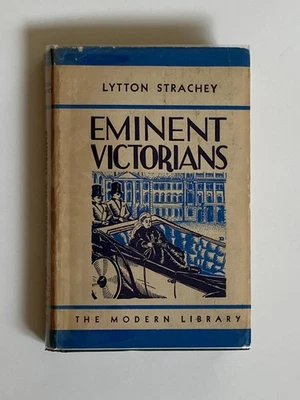 LYTTON STRACHEY
EMINENT
VICTORIANS
THE MODERN LIBRARY